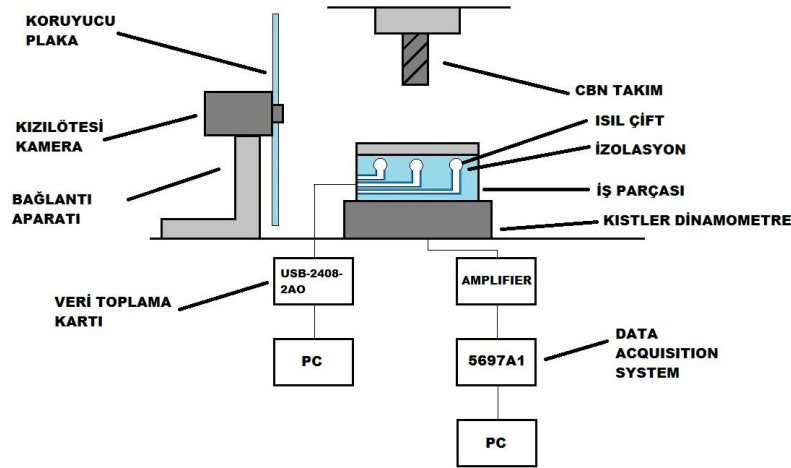 KORUYUCU
PLAKA
KIZILÖTESİ
KAMERA
BAĞLANTI
APARATI
CBN TAKIM
ISIL ÇİFT
İZOLASYON
İŞ PARÇASI
KISTLER DİNAMOMETRE
VERİ TOPLAMA
KARTI
USB-2408-
2AO
PC
AMPLIFIER
5697A1
PC
DATA
ACQUISITION
SYSTEM